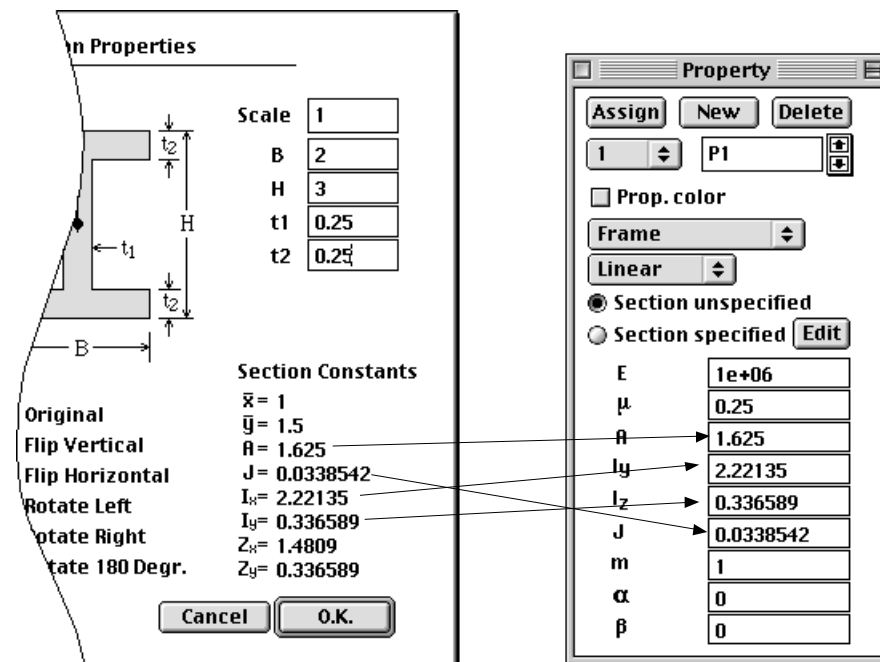 n Properties
Scale 1
B 2
H 3
t1 0.25
t2 0.25
t2
H
t1
t2
B
Section Constants
x̄ = 1
ȳ = 1.5
A = 1.625
J = 0.0338542
Ix= 2.22135
Iy= 0.336589
Zx= 1.4809
Zy= 0.336589
Original
Flip Vertical
Flip Horizontal
Rotate Left
otate Right
tate 180 Degr.
Cancel O.K.
Property
Assign New Delete
1 P1
Prop. color
Frame
Linear
Section unspecified
Section specified Edit
E 1e+06
μ 0.25
A 1.625
Iy 2.22135
Iz 0.336589
J 0.0338542
m 1
α 0
β 0